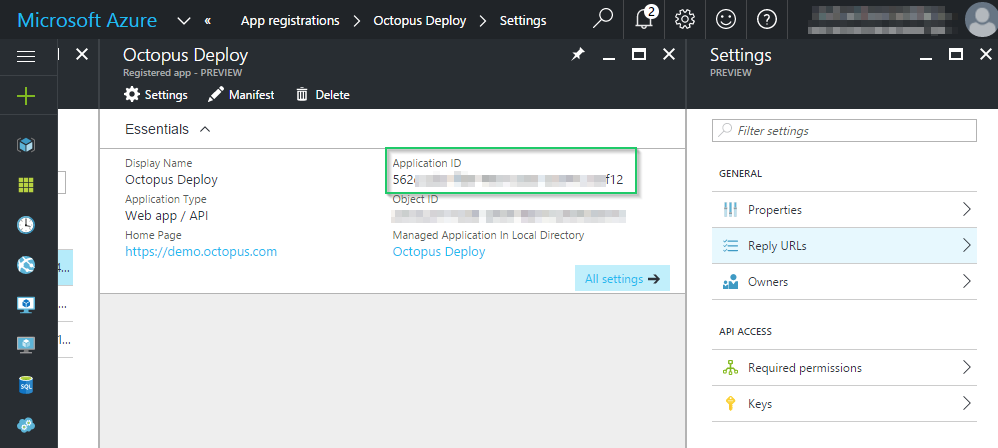 Microsoft Azure
«
App registrations > Octopus Deploy > Settings
2
Octopus Deploy
Registered app - PREVIEW
Settings
Manifest
Delete
Essentials
Display Name
Octopus Deploy
Application Type
Web app / API
Home Page
https://demo.octopus.com
Application ID
562
f12
Object ID
Managed Application In Local Directory
Octopus Deploy
All settings
4...
...
1...
SQL
Settings
PREVIEW
Filter settings
GENERAL
Properties
Reply URLs
Owners
API ACCESS
Required permissions
Keys